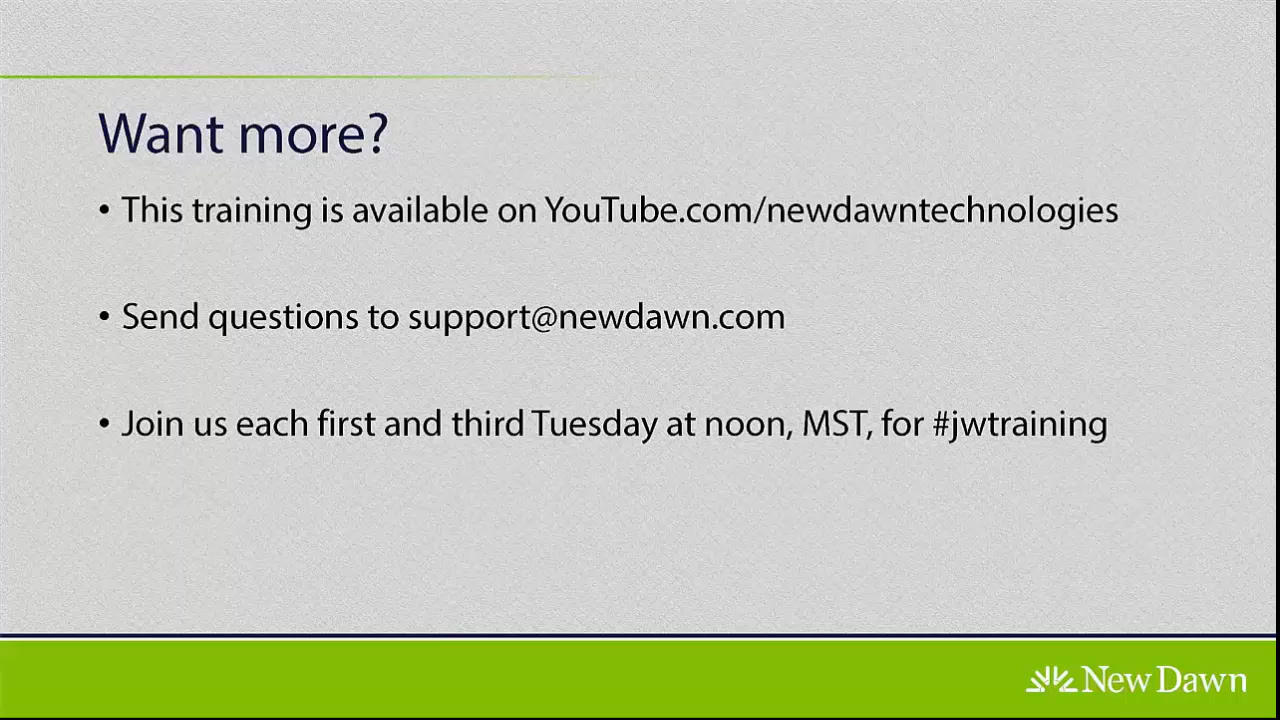 Want more?
• This training is available on YouTube.com/newdawntechnologies
• Send questions to support@newdawn.com
• Join us each first and third Tuesday at noon, MST, for #jwtraining
New Dawn